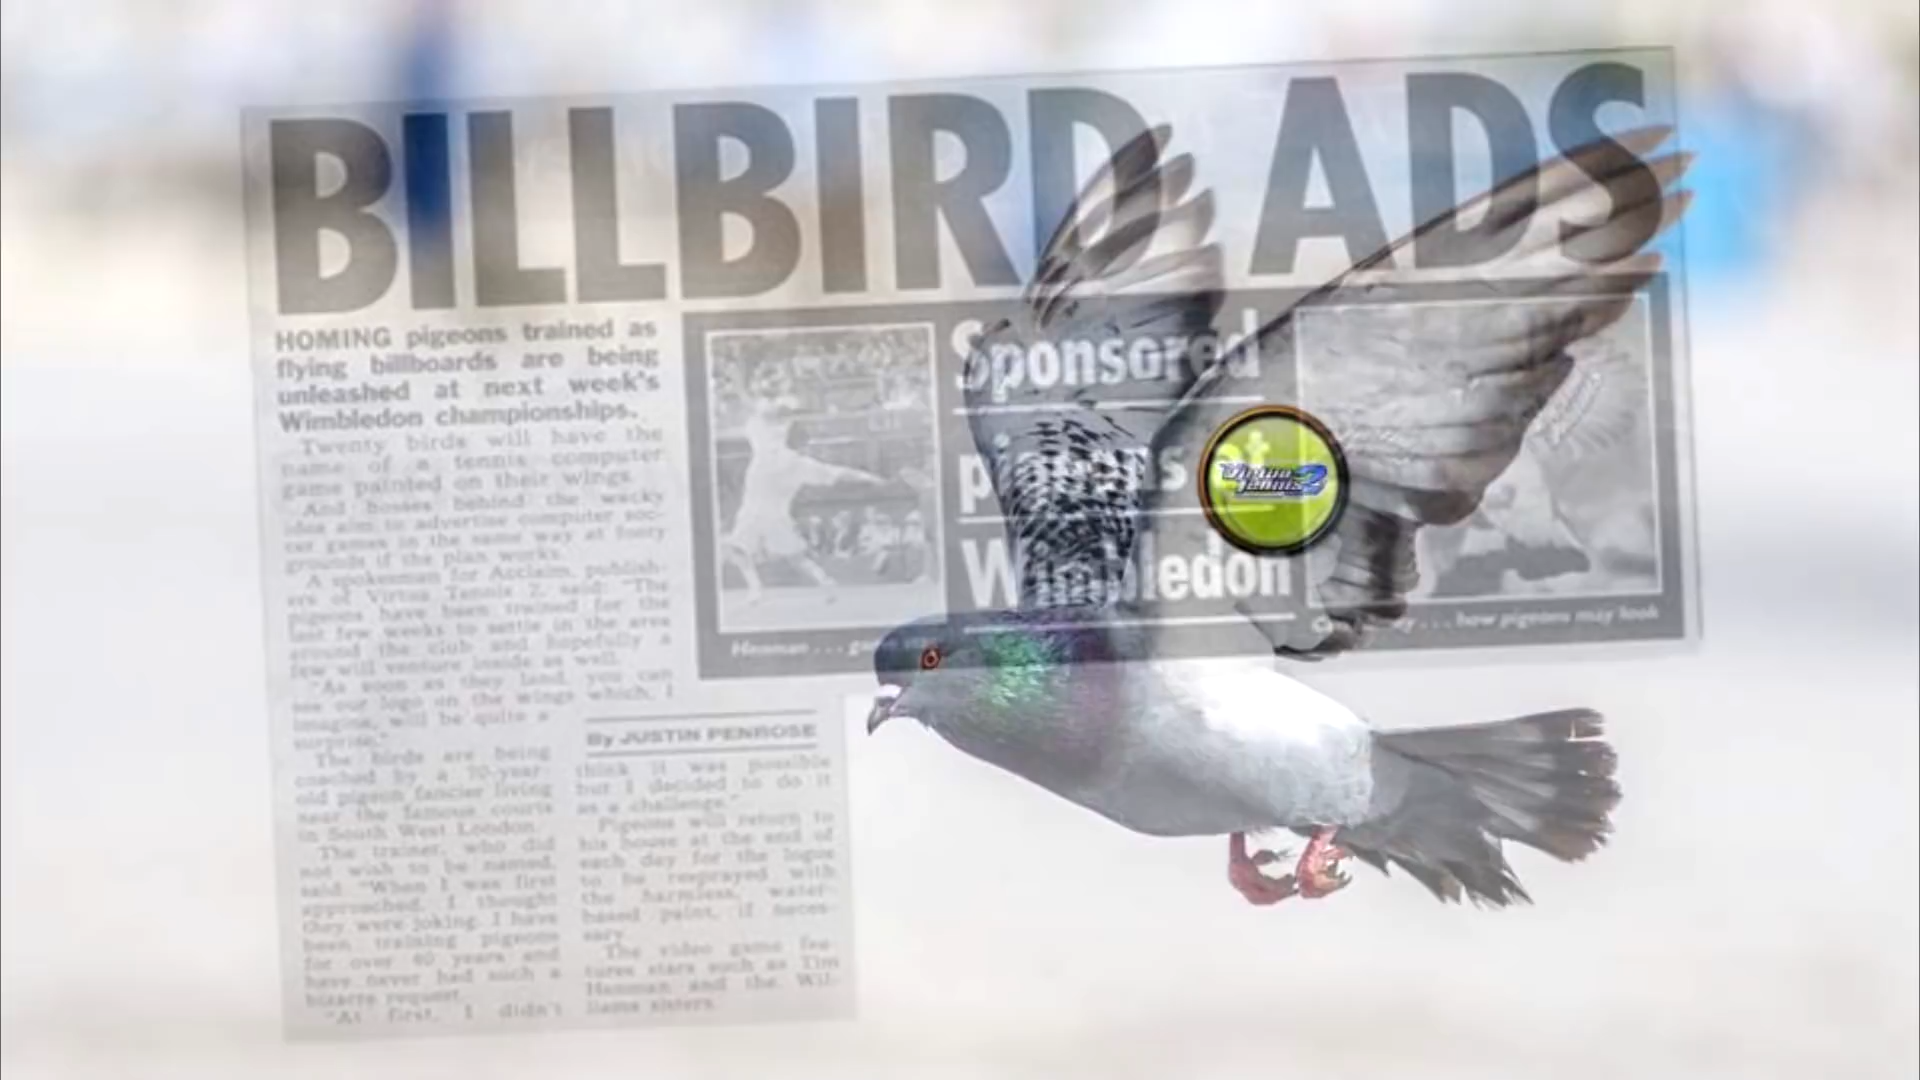 BILLBIRD ADS
HOMING pigeons trained as
flying billboards are being
unleashed at next week's
Wimbledon championships.
Twenty birds will have the
name of a tennis computer
game painted on their wings.
And bosses behind the wacky
idea aim to advertise computer soc-
cer games in the same way at footy
grounds if the plan works.
A spokesman for Acclaim, publish-
ers of Virtua Tennis 2, said: "The
pigeons have been trained for the
last few weeks to settle in the area
around the club and hopefully a
few will venture inside as well.
"As soon as they land, you can
see our logo on the wings which, I
imagine, will be quite a
surprise."
The birds are being
coached by a 70-year-
old pigeon fancier living
near the famous courts
in South West London.
The trainer, who did
not wish to be named,
said: "When I was first
approached, I thought
they were joking. I have
been training pigeons
for over 40 years and
have never had such a
bizarre request.
"At first, I didn't
By JUSTIN PENROSE
think it was possible
but I decided to do it
as a challenge."
Pigeons will return to
his house at the end of
each day for the logos
to be resprayed with
the harmless, water-
based paint, if neces-
sary.
The video game fea-
tures stars such as Tim
Henman and the Wil-
liams sisters.
Sponsored
pigeons at
Wimbledon
Henman . . .
. . . how pigeons may look
Virtua
Tennis 2